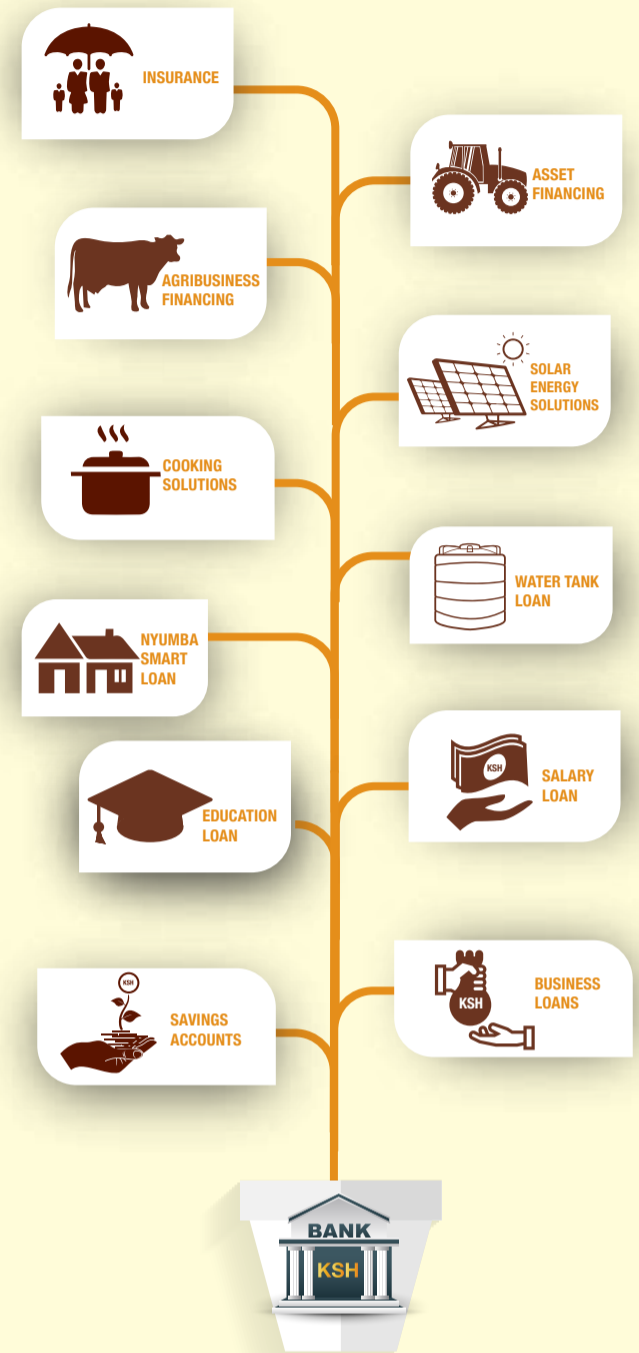 INSURANCE
ASSET
FINANCING
AGRIBUSINESS
FINANCING
SOLAR
ENERGY
SOLUTIONS
COOKING
SOLUTIONS
WATER TANK
LOAN
NYUMBA
SMART
LOAN
KSH
SALARY
LOAN
EDUCATION
LOAN
KSH
BUSINESS
LOANS
KSH
SAVINGS
ACCOUNTS
BANK
KSH